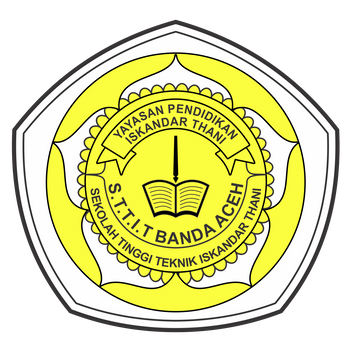 YAYASAN PENDIDIKAN
ISKANDAR THANI
S.T.T.I.T BANDA ACEH
SEKOLAH TINGGI TEKNIK ISKANDAR THANI